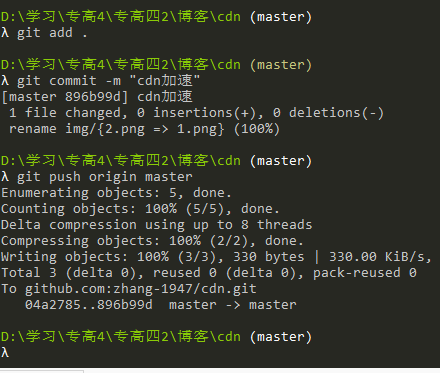 D:\学习\专高4\专高四2\博客\cdn (master)
λ git add .
D:\学习\专高4\专高四2\博客\cdn (master)
λ git commit -m "cdn加速"
[master 896b99d] cdn加速
 1 file changed, 0 insertions(+), 0 deletions(-)
 rename img/{2.png => 1.png} (100%)
D:\学习\专高4\专高四2\博客\cdn (master)
λ git push origin master
Enumerating objects: 5, done.
Counting objects: 100% (5/5), done.
Delta compression using up to 8 threads
Compressing objects: 100% (2/2), done.
Writing objects: 100% (3/3), 330 bytes | 330.00 KiB/s,
Total 3 (delta 0), reused 0 (delta 0), pack-reused 0
To github.com:zhang-1947/cdn.git
   04a2785..896b99d  master -> master
D:\学习\专高4\专高四2\博客\cdn (master)
λ